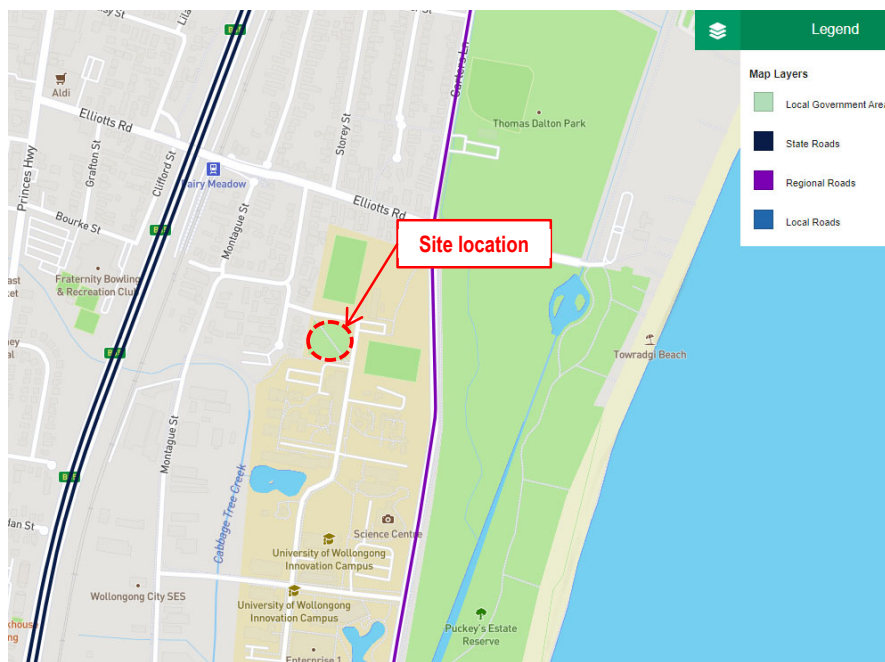 Legend
Map Layers
Local Government Area
State Roads
Regional Roads
Local Roads
Carters Ln
Aldi
Elliotts Rd
Thomas Dalton Park
Storey St
Grafton St
Clifford St
Princes Hwy
Fairy Meadow
Montague St
Elliotts Rd
Bourke St
Site location
Fraternity Bowling
& Recreation Club
Towradgi Beach
Montague St
Cabbage Tree Creek
Science Centre
University of Wollongong
Innovation Campus
Wollongong City SES
University of Wollongong
Innovation Campus
Puckey's Estate
Reserve
Enterprise 1